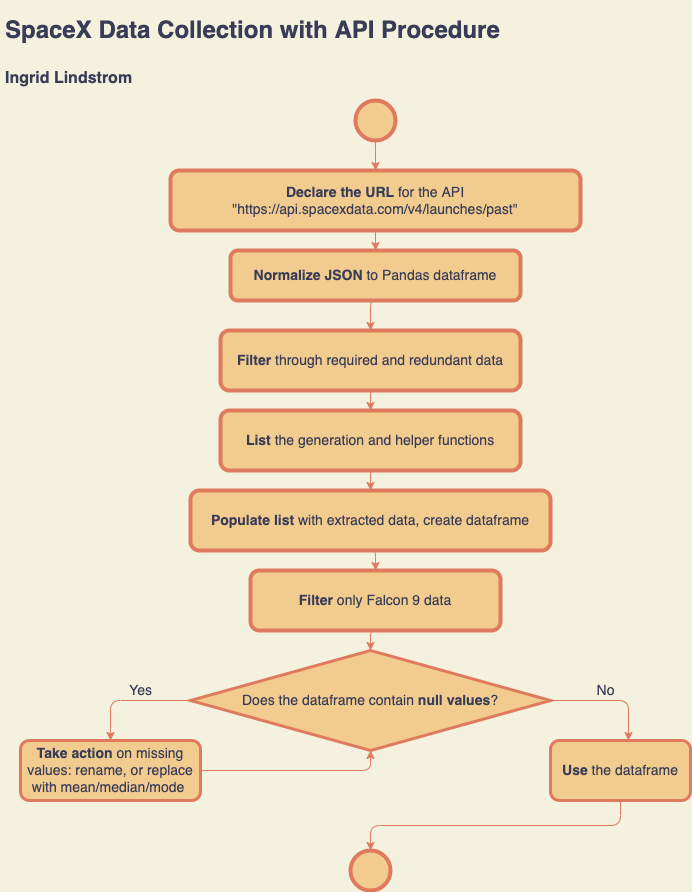 SpaceX Data Collection with API Procedure
Ingrid Lindstrom
Declare the URL for the API
"https://api.spacexdata.com/v4/launches/past"
Normalize JSON to Pandas dataframe
Filter through required and redundant data
List the generation and helper functions
Populate list with extracted data, create dataframe
Filter only Falcon 9 data
Does the dataframe contain null values?
Yes
No
Take action on missing
values: rename, or replace
with mean/median/mode
Use the dataframe